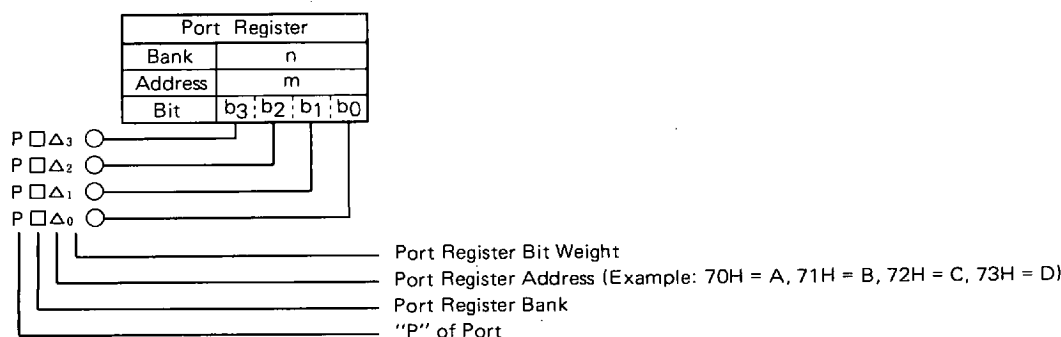 Port Register
Bank n
Address m
Bit b3 b2 b1 b0
P□△3
P□△2
P□△1
P□△0
Port Register Bit Weight
Port Register Address (Example: 70H = A, 71H = B, 72H = C, 73H = D)
Port Register Bank
"P" of Port